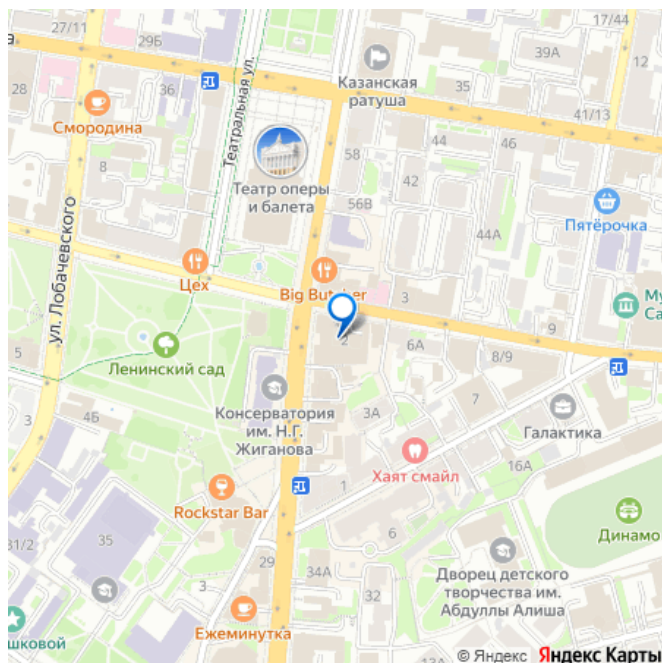 27/11
29Б
17/44
а
Театральная ул.
Казанская
ратуша
39А
12
28
36
35
41/13
Смородина
44
46
58
8
Театр оперы
и балета
42
56В
Пятёрочка
ул. Лобачевского
44А
Цех
Big Butcher
3
Му
Са
5
Ленинский сад
2
6А
9
8/9
Консерватория
им. Н.Г.
Жиганова
7
3
4Б
3А
Галактика
Хаят смайл
16А
Rockstar Bar
1
31/2
35
6
Динамо
29
3
34А
32
Дворец детского
творчества им.
Абдуллы Алиша
шковой
Ежеминутка
© Яндекс Яндекс Карты